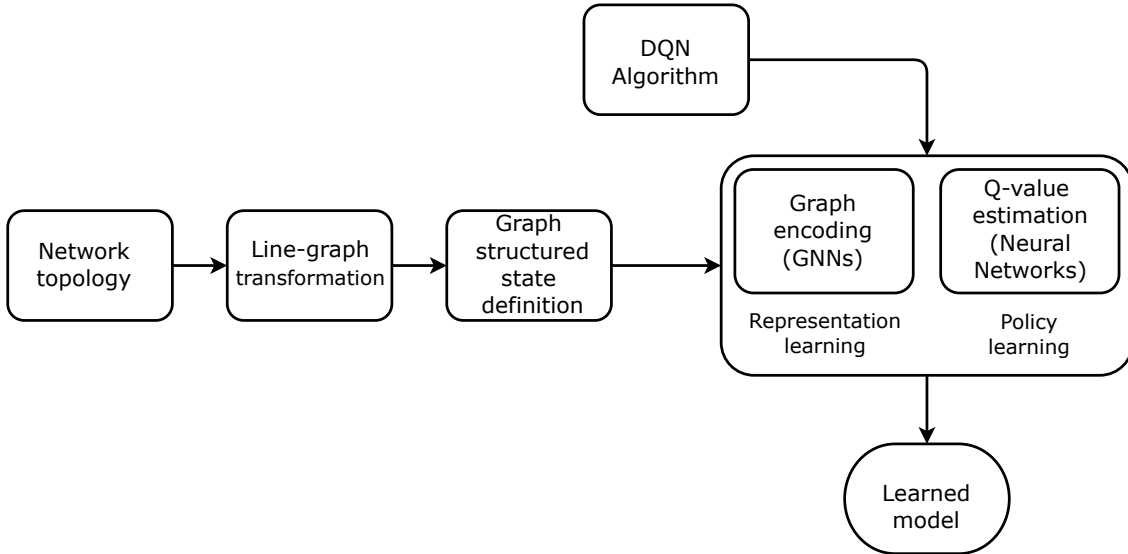 DQN
Algorithm
Network
topology
Line-graph
transformation
Graph
structured
state
definition
Graph
encoding
(GNNs)
Representation
learning
Q-value
estimation
(Neural
Networks)
Policy
learning
Learned
model